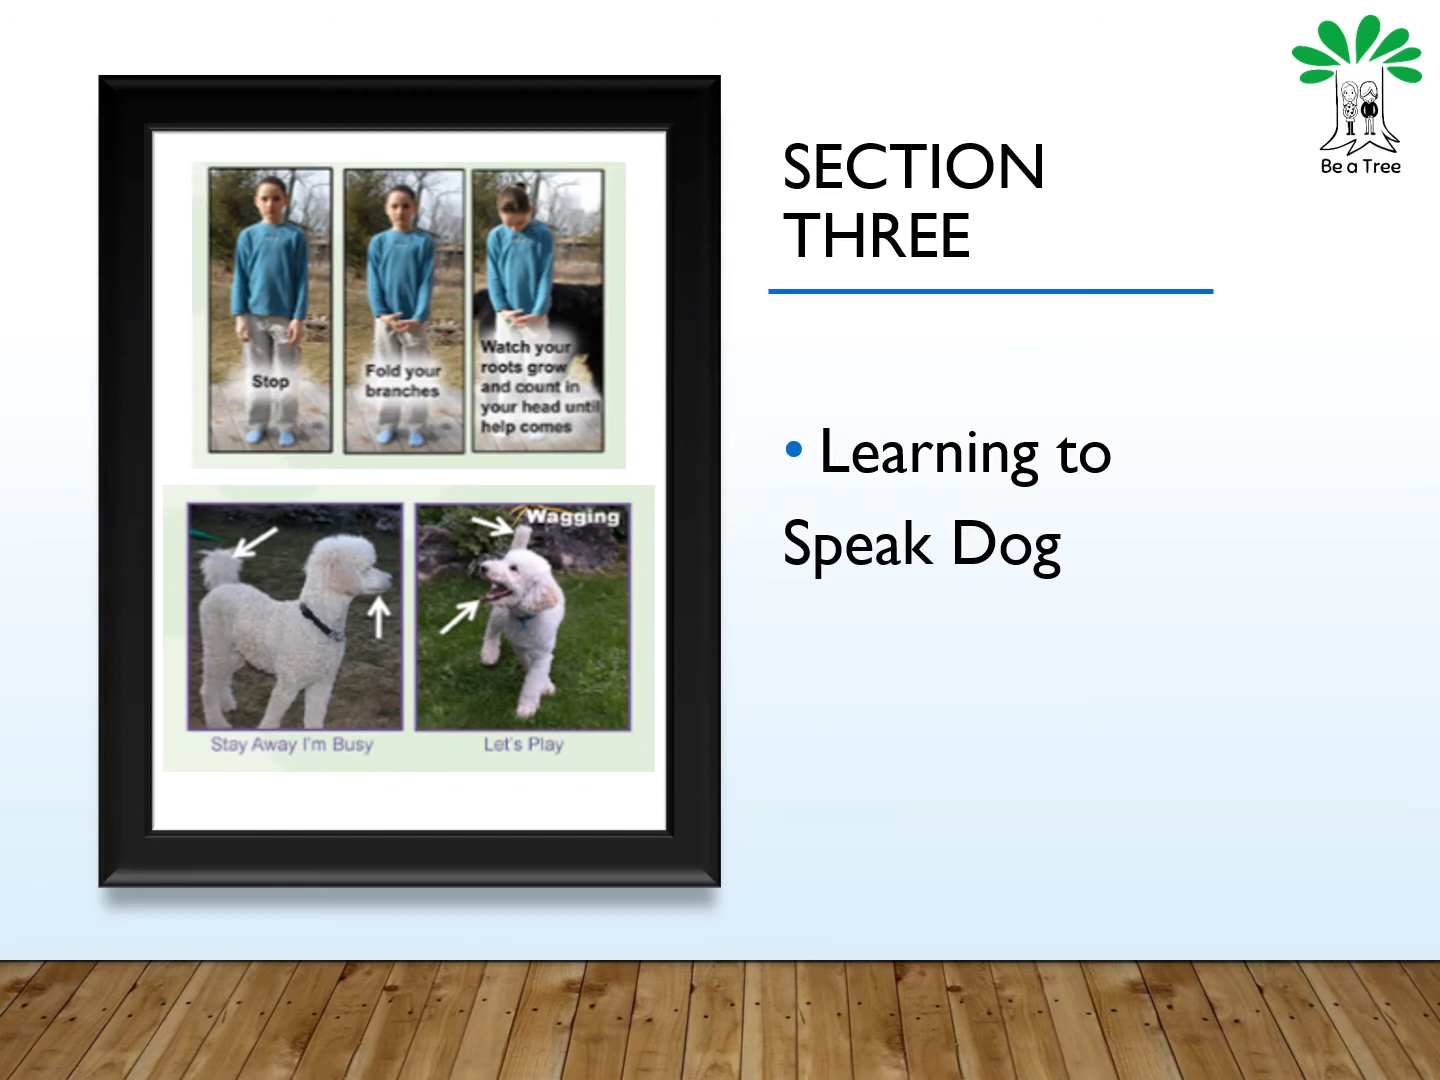 Be a Tree
SECTION
THREE
Stop
Fold your
branches
Watch your
roots grow
and count in
your head until
help comes
Wagging
Stay Away I'm Busy
Let's Play
• Learning to
Speak Dog